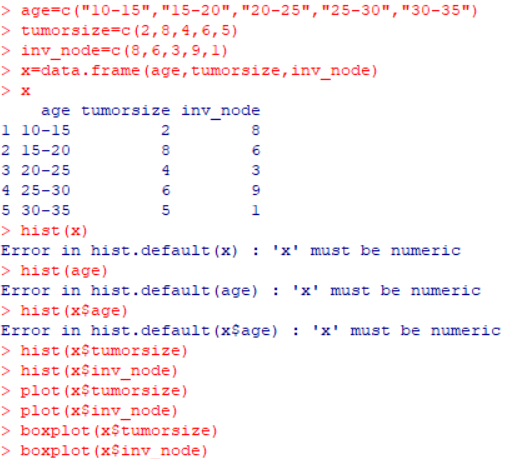 > age=c("10-15","15-20","20-25","25-30","30-35")
> tumorsize=c(2,8,4,6,5)
> inv_node=c(8,6,3,9,1)
> x=data.frame(age,tumorsize,inv_node)
> x
    age tumorsize inv_node
1 10-15         2        8
2 15-20         8        6
3 20-25         4        3
4 25-30         6        9
5 30-35         5        1
> hist(x)
Error in hist.default(x) : 'x' must be numeric
> hist(age)
Error in hist.default(age) : 'x' must be numeric
> hist(x$age)
Error in hist.default(x$age) : 'x' must be numeric
> hist(x$tumorsize)
> hist(x$inv_node)
> plot(x$tumorsize)
> plot(x$inv_node)
> boxplot(x$tumorsize)
> boxplot(x$inv_node)